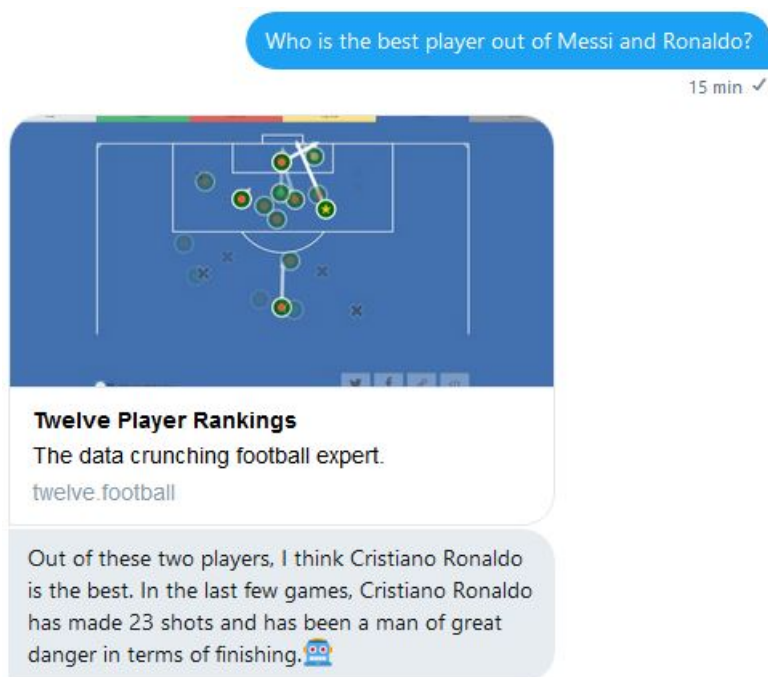 Who is the best player out of Messi and Ronaldo?
15 min ✓
Twelve Player Rankings
The data crunching football expert.
twelve.football
Out of these two players, I think Cristiano Ronaldo
is the best. In the last few games, Cristiano Ronaldo
has made 23 shots and has been a man of great
danger in terms of finishing.🤖